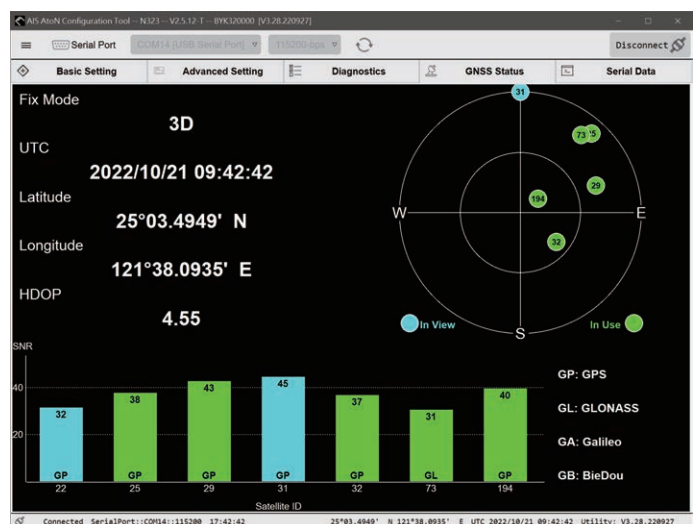 AIS AtoN Configuration Tool -- N323 -- V2.5.12-T -- BYK320000 [V3.28.220927]
Serial Port COM14 [USB Serial Port] 115200-bps Disconnect
Basic Setting Advanced Setting Diagnostics GNSS Status Serial Data
Fix Mode
3D
UTC
2022/10/21 09:42:42
Latitude
25°03.4949' N
Longitude
121°38.0935' E
HDOP
4.55
31
73
29
194
W E
32
In View In Use
S
SNR
40
20
32 38 43 45 37 31 40
GP GP GP GP GP GL GP
22 25 29 31 32 73 194
Satellite ID
GP: GPS
GL: GLONASS
GA: Galileo
GB: BieDou
Connected SerialPort::COM14::115200 17:42:42 25°03.4949' N 121°38.0935' E UTC 2022/10/21 09:42:42 Utility: V3.28.220927